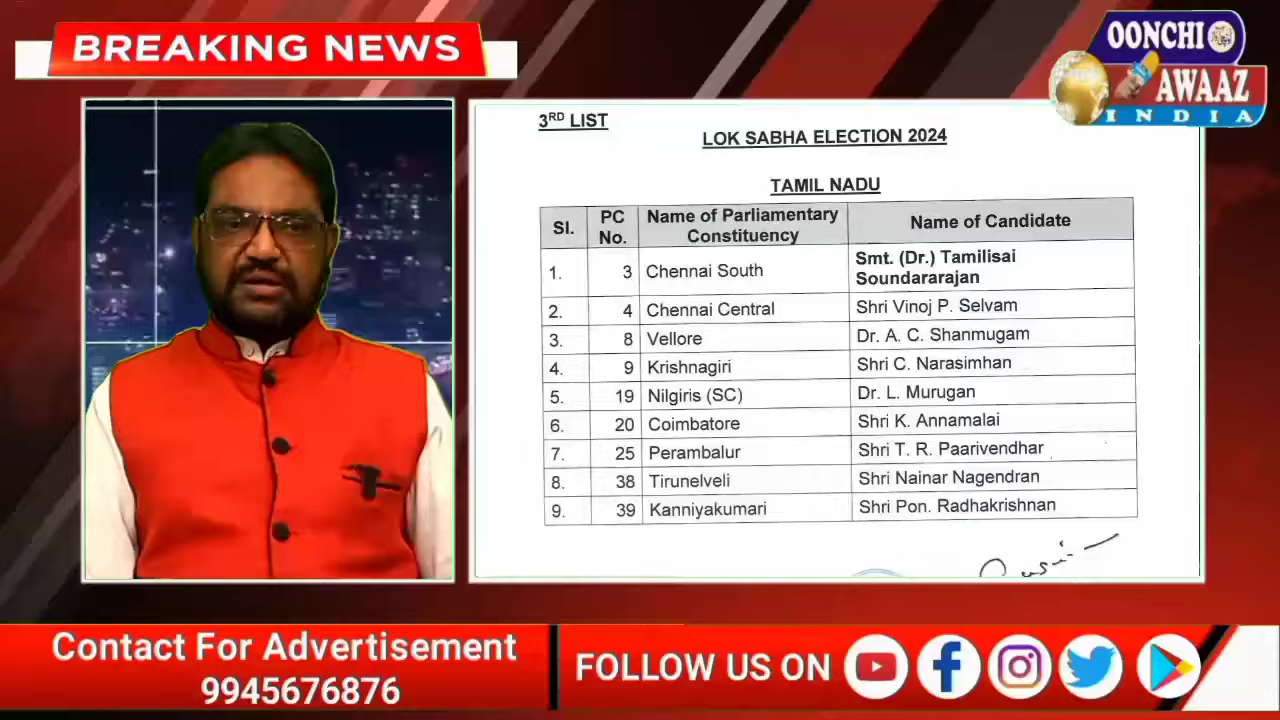 BREAKING NEWS
OONCHI
AWAAZ
INDIA
3RD LIST
LOK SABHA ELECTION 2024
TAMIL NADU
Sl. PC No. Name of Parliamentary Constituency Name of Candidate
1. 3 Chennai South Smt. (Dr.) Tamilisai Soundararajan
2. 4 Chennai Central Shri Vinoj P. Selvam
3. 8 Vellore Dr. A. C. Shanmugam
4. 9 Krishnagiri Shri C. Narasimhan
5. 19 Nilgiris (SC) Dr. L. Murugan
6. 20 Coimbatore Shri K. Annamalai
7. 25 Perambalur Shri T. R. Paarivendhar
8. 38 Tirunelveli Shri Nainar Nagendran
9. 39 Kanniyakumari Shri Pon. Radhakrishnan
Contact For Advertisement
9945676876
FOLLOW US ON